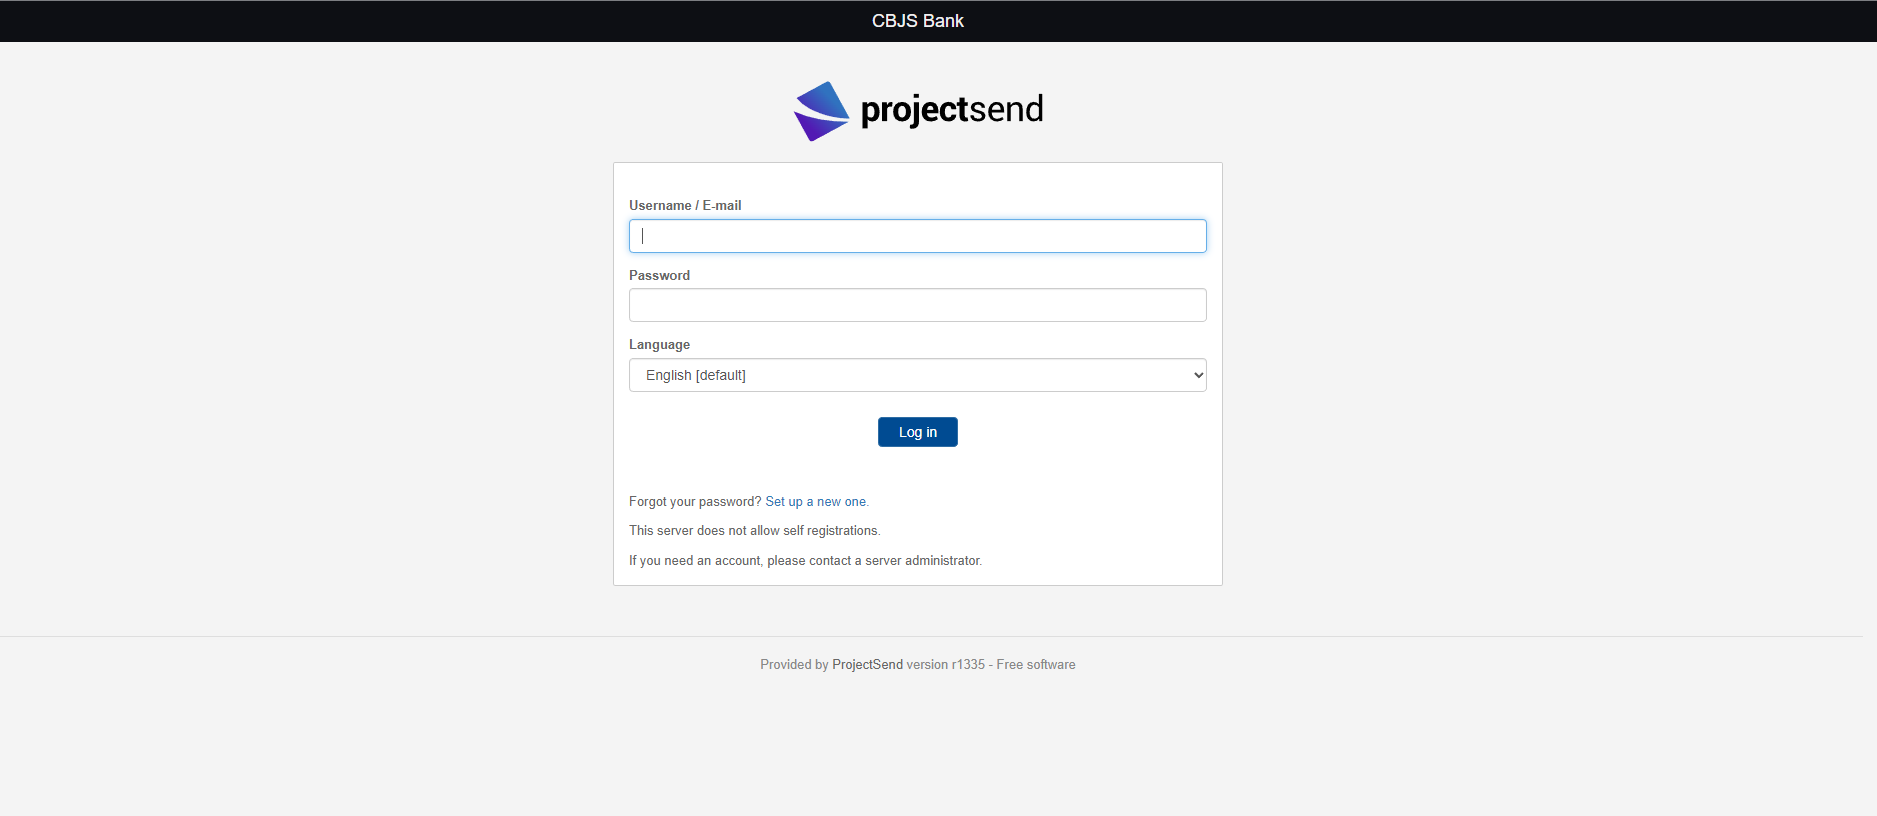 CBJS Bank
projectsend
Username / E-mail
Password
Language
English [default]
Log in
Forgot your password? Set up a new one.
This server does not allow self registrations.
If you need an account, please contact a server administrator.
Provided by ProjectSend version r1335 - Free software